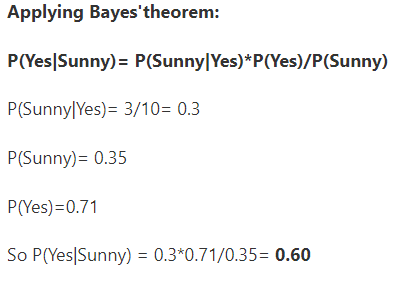 Applying Bayes'theorem:
P(Yes|Sunny)= P(Sunny|Yes)*P(Yes)/P(Sunny)
P(Sunny|Yes)= 3/10= 0.3
P(Sunny)= 0.35
P(Yes)=0.71
So P(Yes|Sunny) = 0.3*0.71/0.35= 0.60